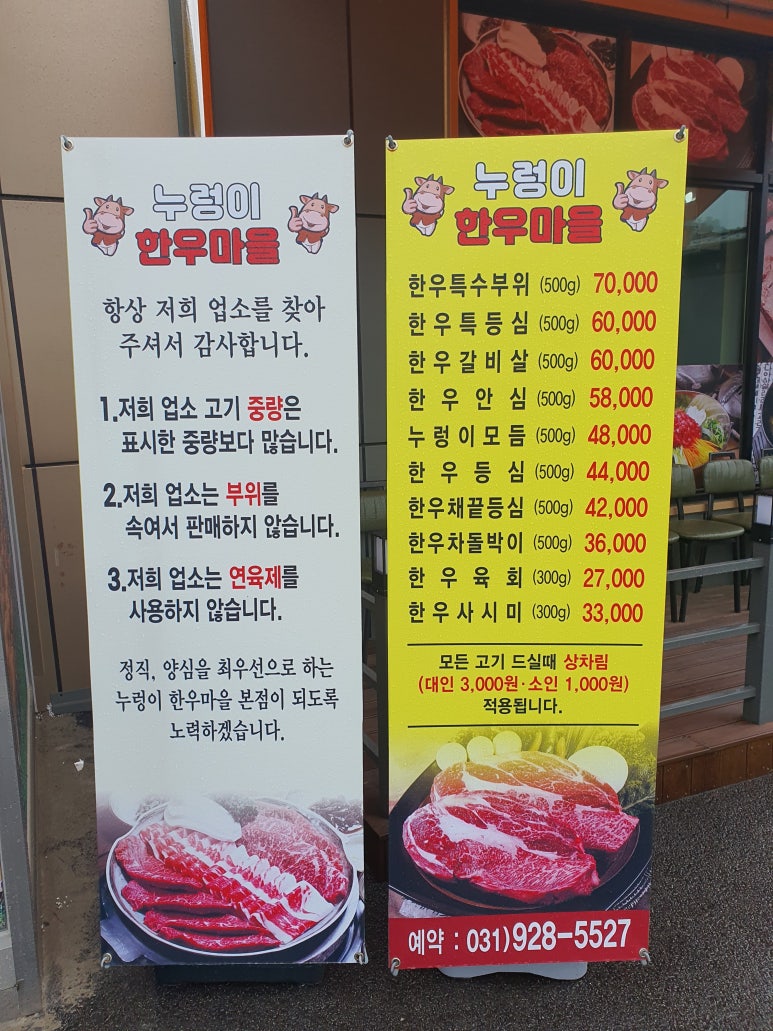 누렁이
한우마을
항상 저희 업소를 찾아
주셔서 감사합니다.
1.저희 업소 고기 중량은
표시한 중량보다 많습니다.
2.저희 업소는 부위를
속여서 판매하지 않습니다.
3.저희 업소는 연육제를
사용하지 않습니다.
정직, 양심을 최우선으로 하는
누렁이 한우마을 본점이 되도록
노력하겠습니다.
누렁이
한우마을
한우특수부위 (500g) 70,000
한우특등심 (500g) 60,000
한우갈비살 (500g) 60,000
한우안심 (500g) 58,000
누렁이모듬 (500g) 48,000
한우등심 (500g) 44,000
한우채끝등심 (500g) 42,000
한우차돌박이 (500g) 36,000
한우육회 (300g) 27,000
한우사시미 (300g) 33,000
모든 고기 드실때 상차림
(대인 3,000원·소인 1,000원)
적용됩니다.
예약 : 031)928-5527